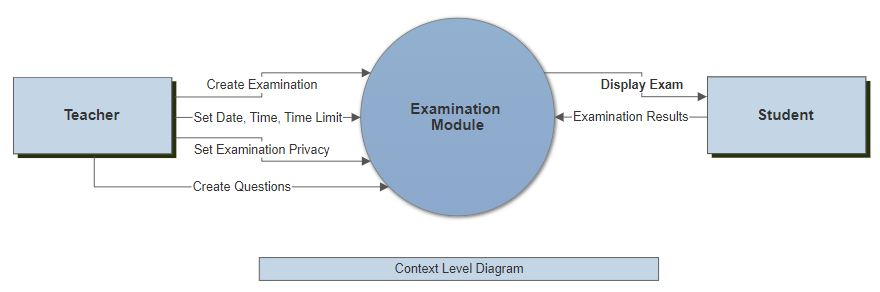 Teacher
Create Examination
Set Date, Time, Time Limit
Set Examination Privacy
Create Questions
Examination
Module
Display Exam
Examination Results
Student
Context Level Diagram